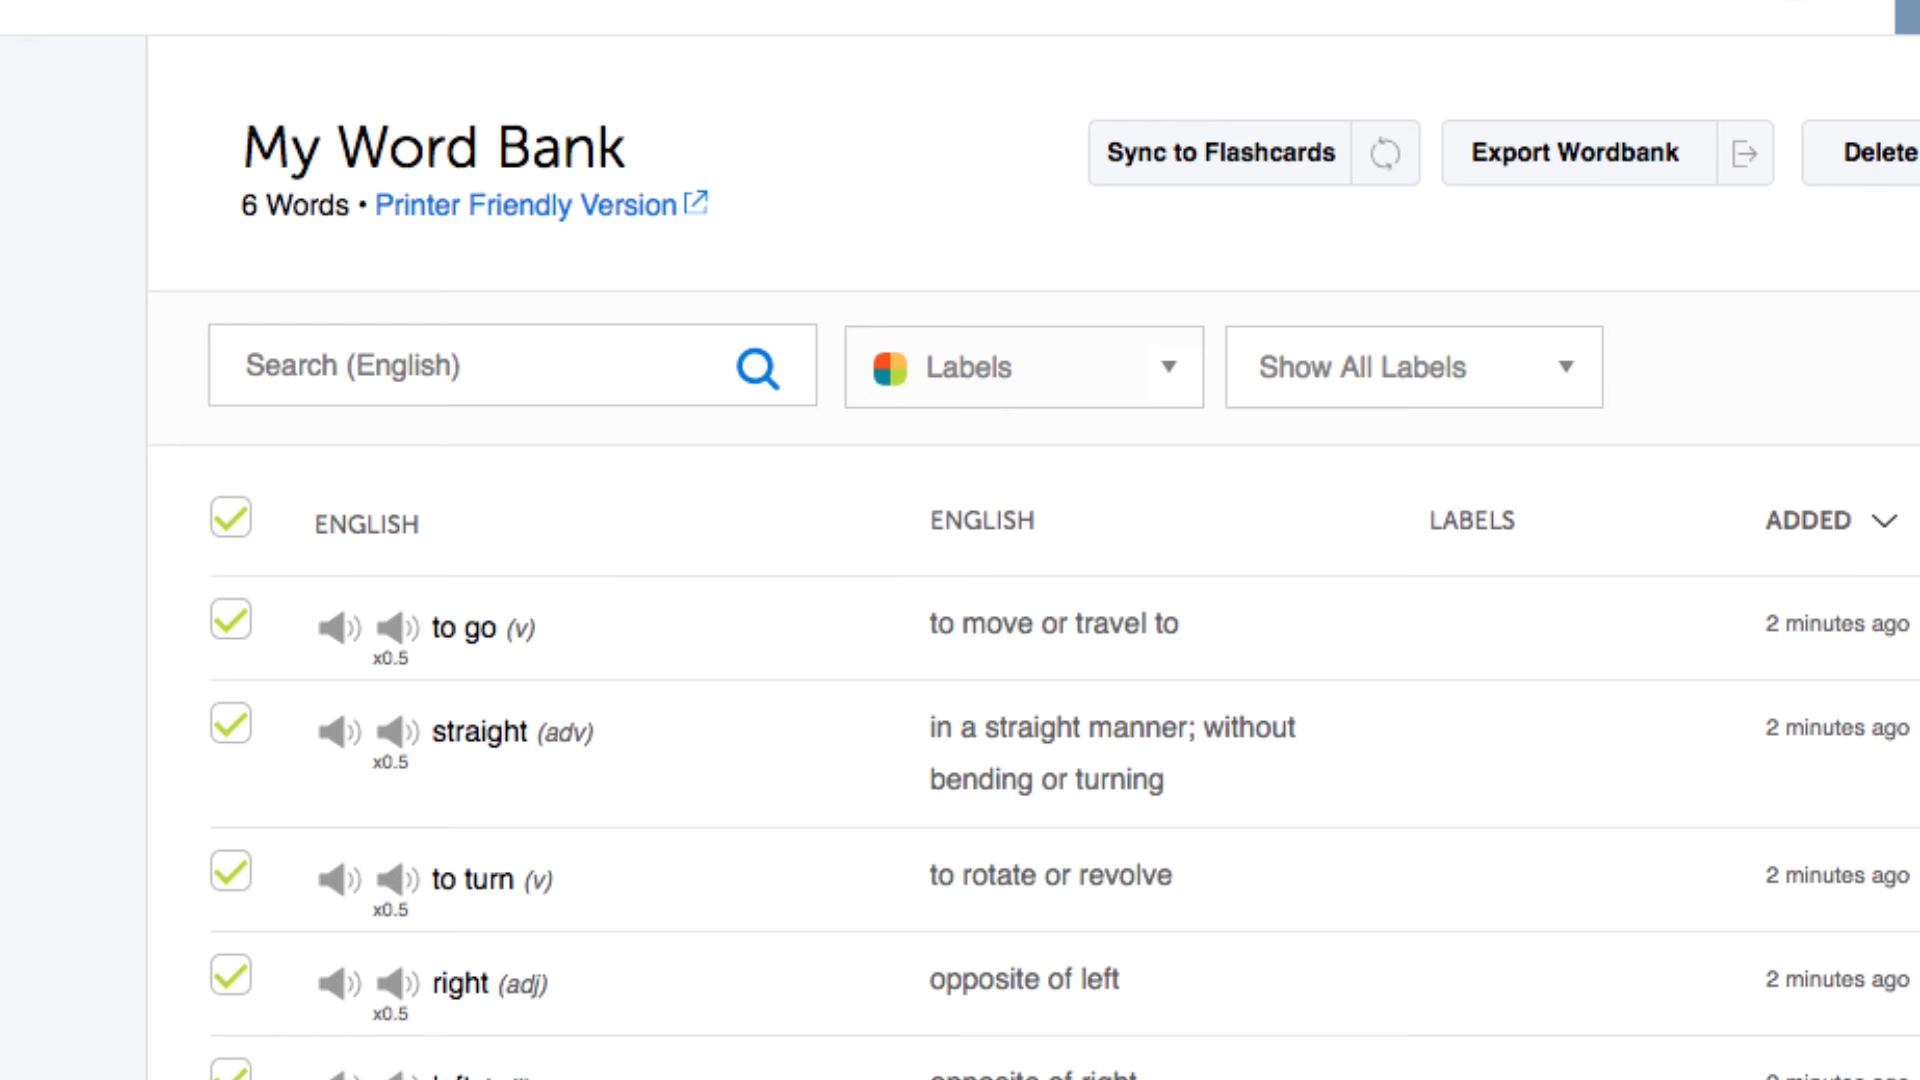 My Word Bank
6 Words • Printer Friendly Version
Sync to Flashcards
Export Wordbank
Delete
Search (English)
Labels
Show All Labels
ENGLISH ENGLISH LABELS ADDED
to go (v) to move or travel to 2 minutes ago
x0.5
straight (adv) in a straight manner; without 2 minutes ago
x0.5
bending or turning
to turn (v) to rotate or revolve 2 minutes ago
x0.5
right (adj) opposite of left 2 minutes ago
x0.5
opposite of right